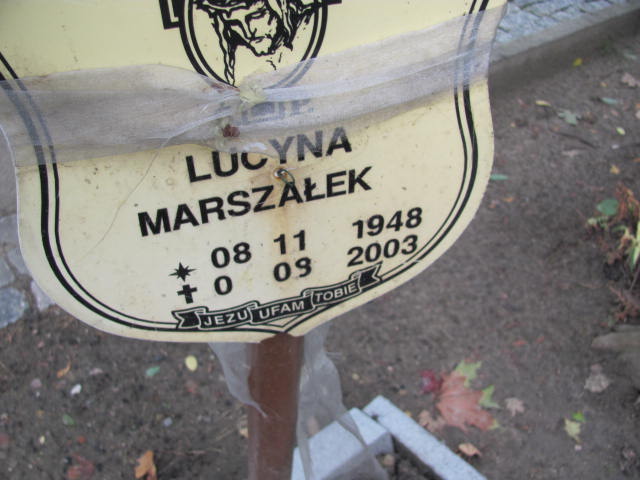 LUCYNA
MARSZAŁEK
08 11 1948
0 09 2003
JEZU UFAM TOBIE